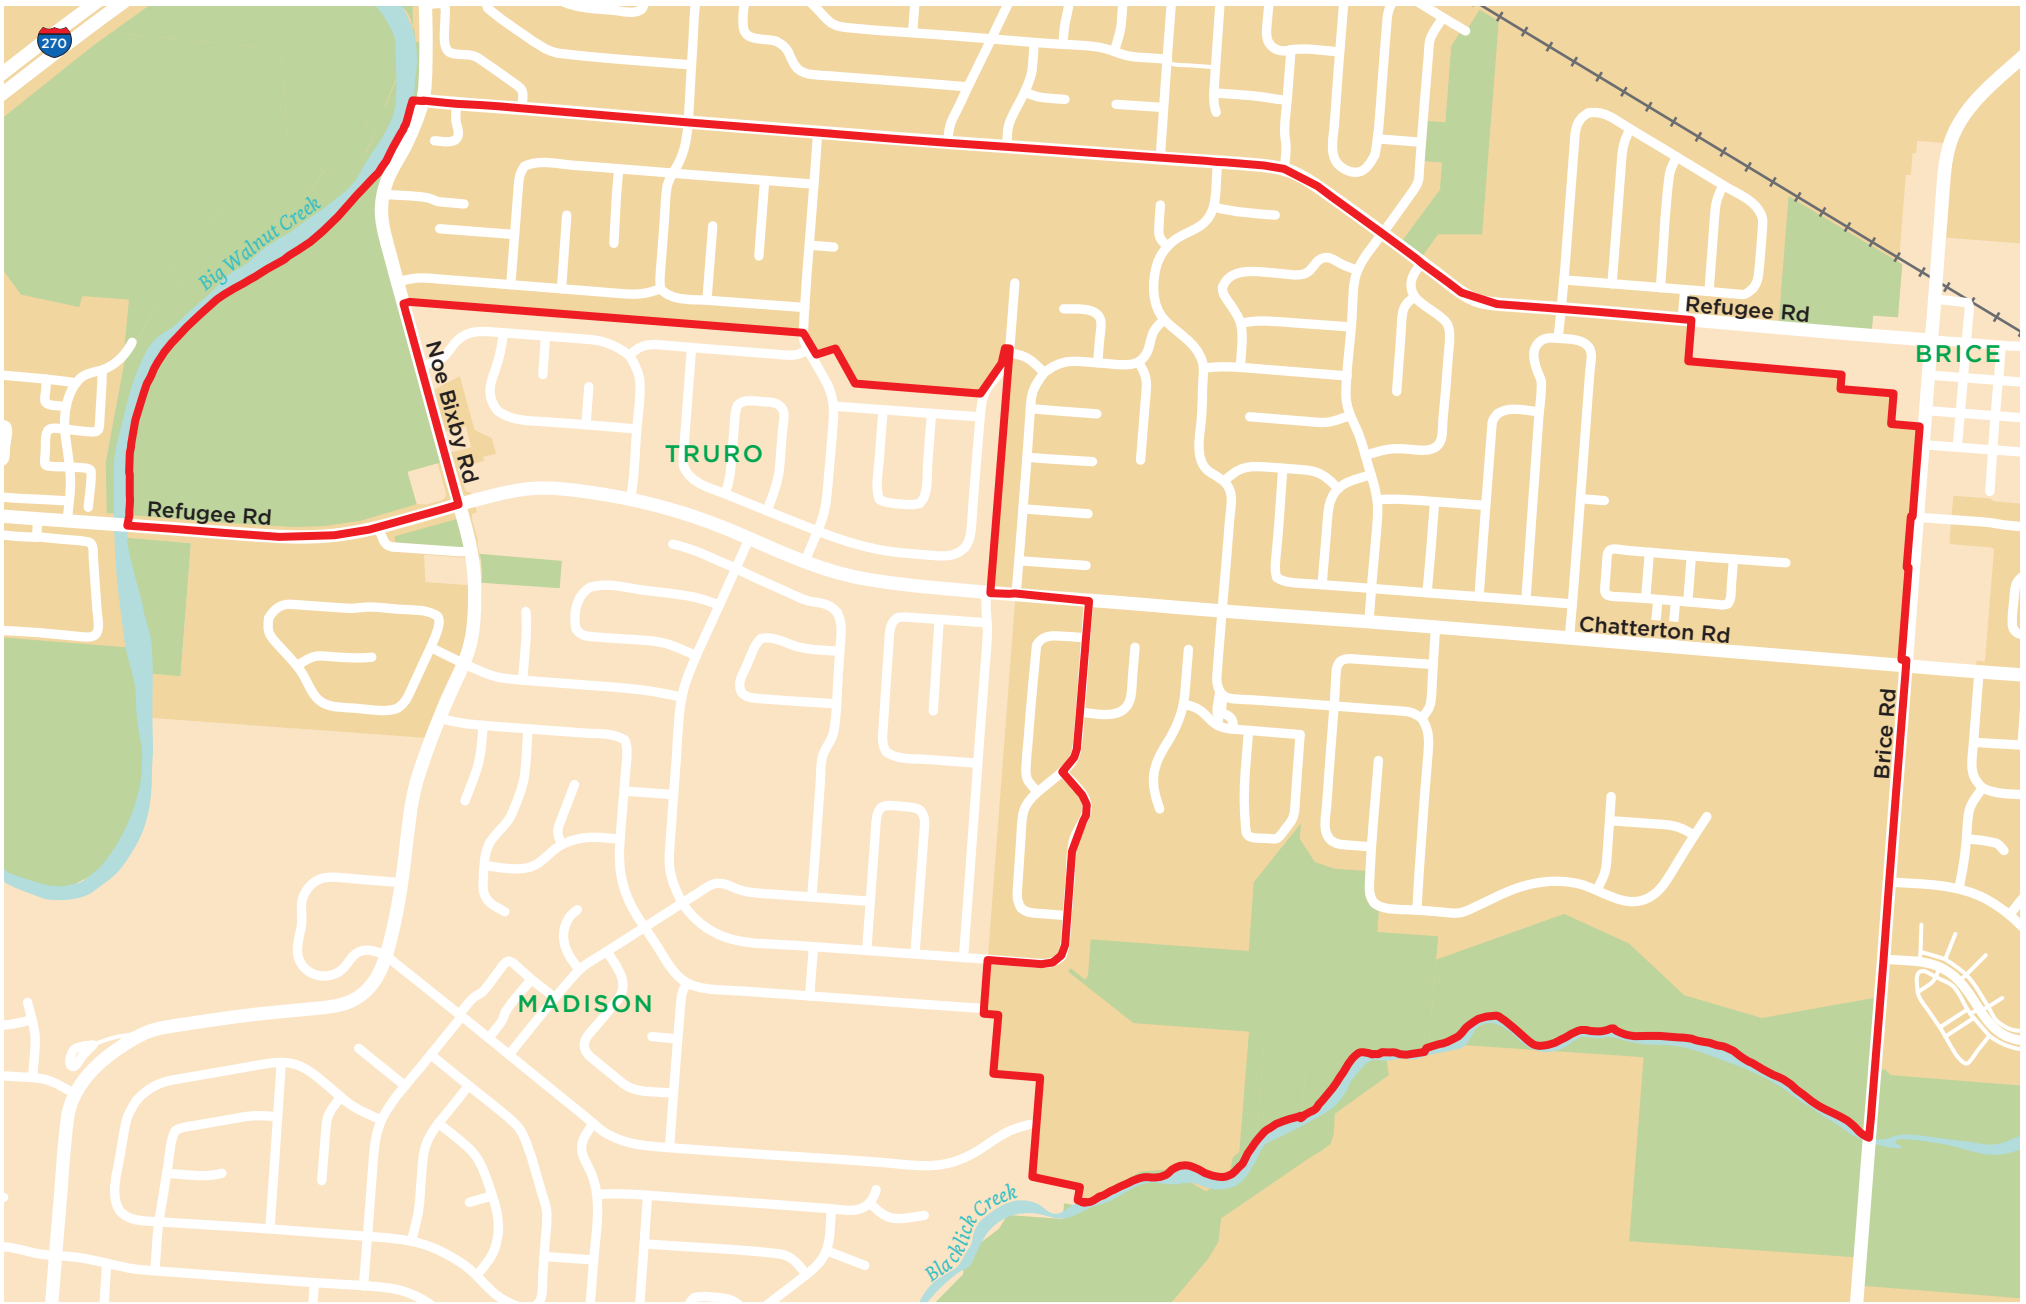 270
Big Walnut Creek
Refugee Rd
BRICE
Noe Bixby Rd
TRURO
Refugee Rd
Chatterton Rd
Brice Rd
MADISON
Blacklick Creek